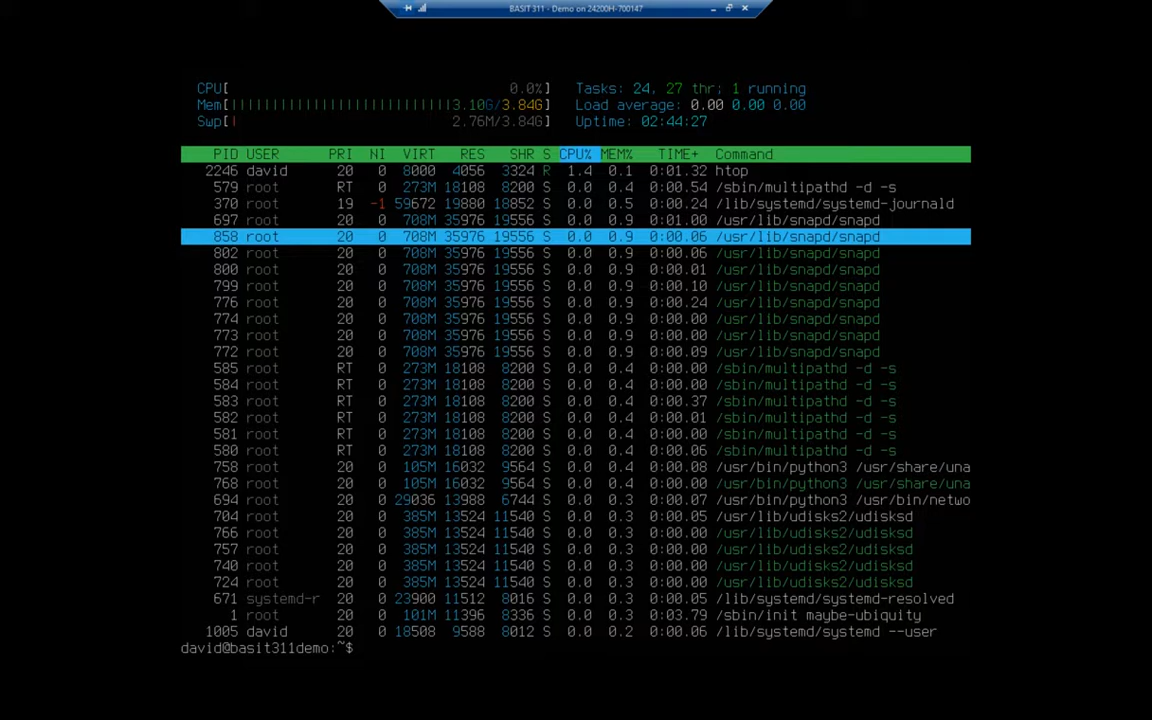 BASIT 311 - Demo on 24200H-700147
CPU[ 0.0%] Tasks: 24, 27 thr; 1 running
Mem[||||||||||||||||||||||||||||3.10G/3.84G] Load average: 0.00 0.00 0.00
Swp[| 2.76M/3.84G] Uptime: 02:44:27
PID USER PRI NI VIRT RES SHR S CPU% MEM% TIME+ Command
2246 david 20 0 8000 4056 3324 R 1.4 0.1 0:01.32 htop
579 root RT 0 273M 18108 8200 S 0.0 0.4 0:00.54 /sbin/multipathd -d -s
370 root 19 -1 59672 19880 18852 S 0.0 0.5 0:00.24 /lib/systemd/systemd-journald
697 root 20 0 708M 35976 19556 S 0.0 0.9 0:01.00 /usr/lib/snapd/snapd
858 root 20 0 708M 35976 19556 S 0.0 0.9 0:00.06 /usr/lib/snapd/snapd
802 root 20 0 708M 35976 19556 S 0.0 0.9 0:00.06 /usr/lib/snapd/snapd
800 root 20 0 708M 35976 19556 S 0.0 0.9 0:00.01 /usr/lib/snapd/snapd
799 root 20 0 708M 35976 19556 S 0.0 0.9 0:00.10 /usr/lib/snapd/snapd
776 root 20 0 708M 35976 19556 S 0.0 0.9 0:00.24 /usr/lib/snapd/snapd
774 root 20 0 708M 35976 19556 S 0.0 0.9 0:00.00 /usr/lib/snapd/snapd
773 root 20 0 708M 35976 19556 S 0.0 0.9 0:00.00 /usr/lib/snapd/snapd
772 root 20 0 708M 35976 19556 S 0.0 0.9 0:00.09 /usr/lib/snapd/snapd
585 root RT 0 273M 18108 8200 S 0.0 0.4 0:00.00 /sbin/multipathd -d -s
584 root RT 0 273M 18108 8200 S 0.0 0.4 0:00.00 /sbin/multipathd -d -s
583 root RT 0 273M 18108 8200 S 0.0 0.4 0:00.37 /sbin/multipathd -d -s
582 root RT 0 273M 18108 8200 S 0.0 0.4 0:00.01 /sbin/multipathd -d -s
581 root RT 0 273M 18108 8200 S 0.0 0.4 0:00.00 /sbin/multipathd -d -s
580 root RT 0 273M 18108 8200 S 0.0 0.4 0:00.06 /sbin/multipathd -d -s
758 root 20 0 105M 16032 9564 S 0.0 0.4 0:00.08 /usr/bin/python3 /usr/share/una
768 root 20 0 105M 16032 9564 S 0.0 0.4 0:00.00 /usr/bin/python3 /usr/share/una
694 root 20 0 29036 13988 6744 S 0.0 0.3 0:00.07 /usr/bin/python3 /usr/bin/netwo
704 root 20 0 385M 13524 11540 S 0.0 0.3 0:00.05 /usr/lib/udisks2/udisksd
766 root 20 0 385M 13524 11540 S 0.0 0.3 0:00.00 /usr/lib/udisks2/udisksd
757 root 20 0 385M 13524 11540 S 0.0 0.3 0:00.00 /usr/lib/udisks2/udisksd
740 root 20 0 385M 13524 11540 S 0.0 0.3 0:00.00 /usr/lib/udisks2/udisksd
724 root 20 0 385M 13524 11540 S 0.0 0.3 0:00.00 /usr/lib/udisks2/udisksd
671 systemd-r 20 0 23900 11512 8016 S 0.0 0.3 0:00.05 /lib/systemd/systemd-resolved
1 root 20 0 101M 11396 8336 S 0.0 0.3 0:03.79 /sbin/init maybe-ubiquity
1005 david 20 0 18508 9588 8012 S 0.0 0.2 0:00.06 /lib/systemd/systemd --user
david@basit311demo:~$